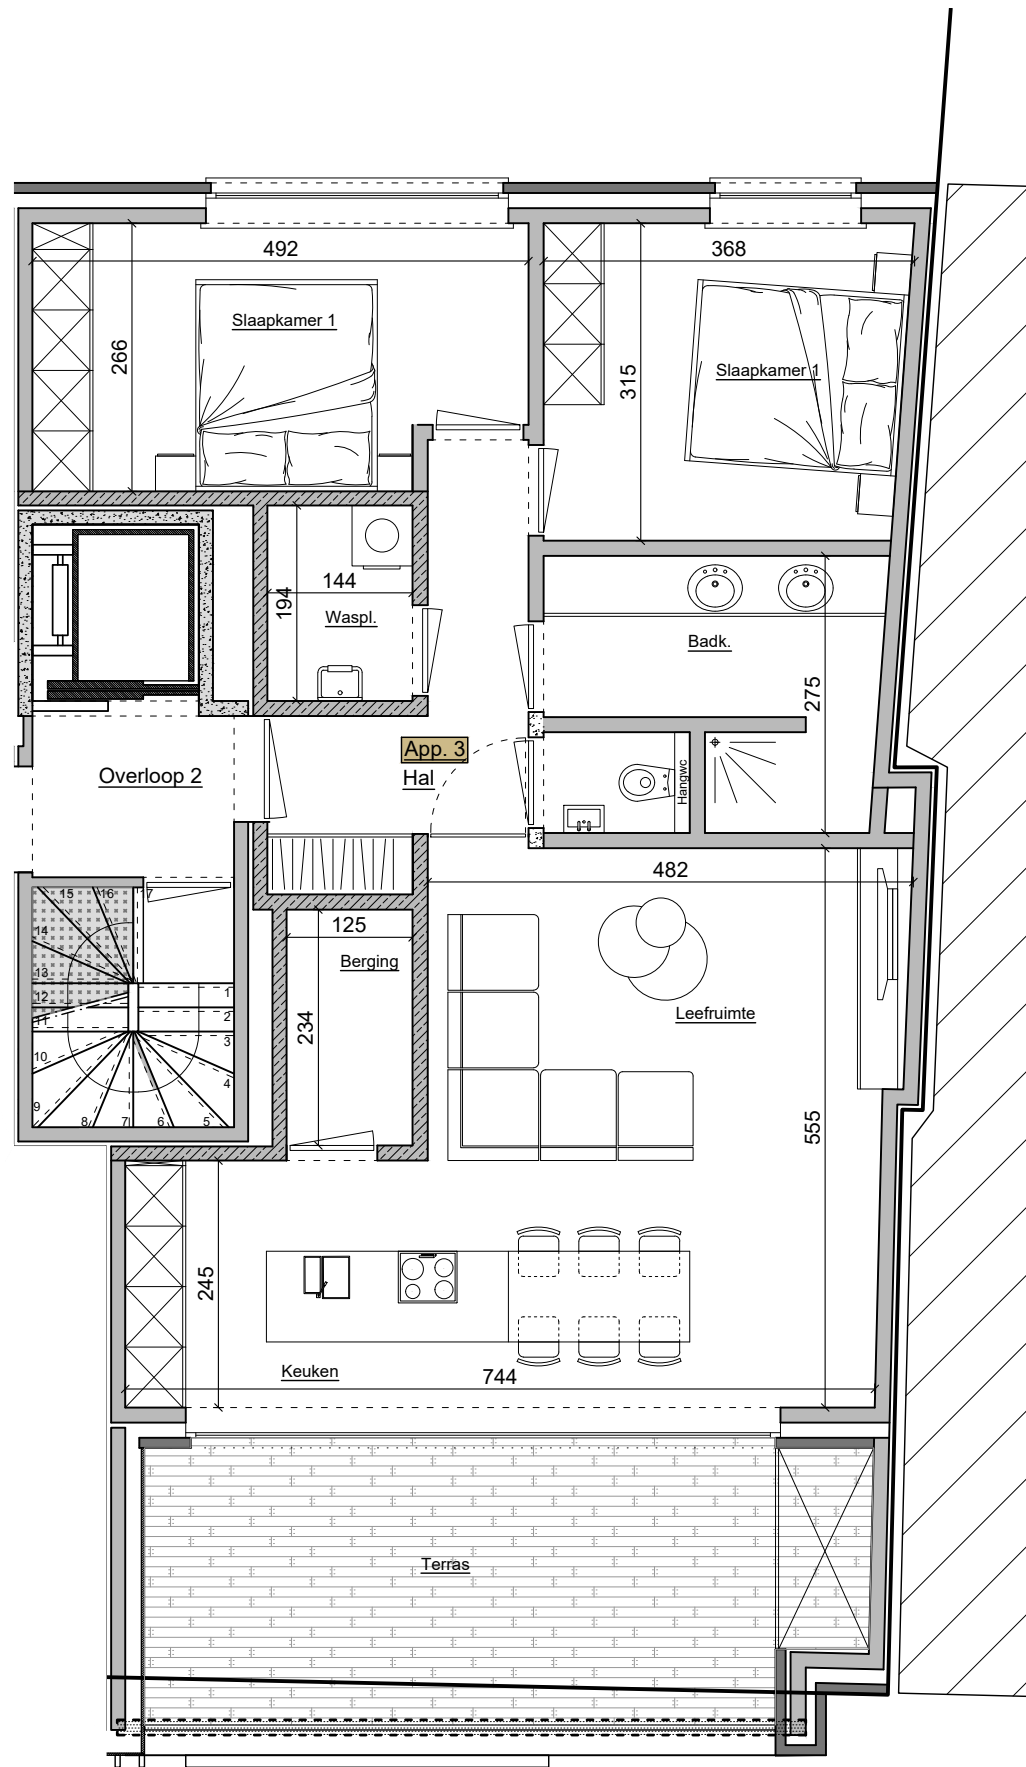 492
368
Slaapkamer 1
266
Slaapkamer 1
315
144
194
Waspl.
Badk.
275
App. 3
Hal
Overloop 2
Hangwc
482
15
16
17
14
125
13
Berging
12
1
11
2
Leefruimte
3
234
10
4
9
8
7
6
5
555
245
Keuken
744
Terras